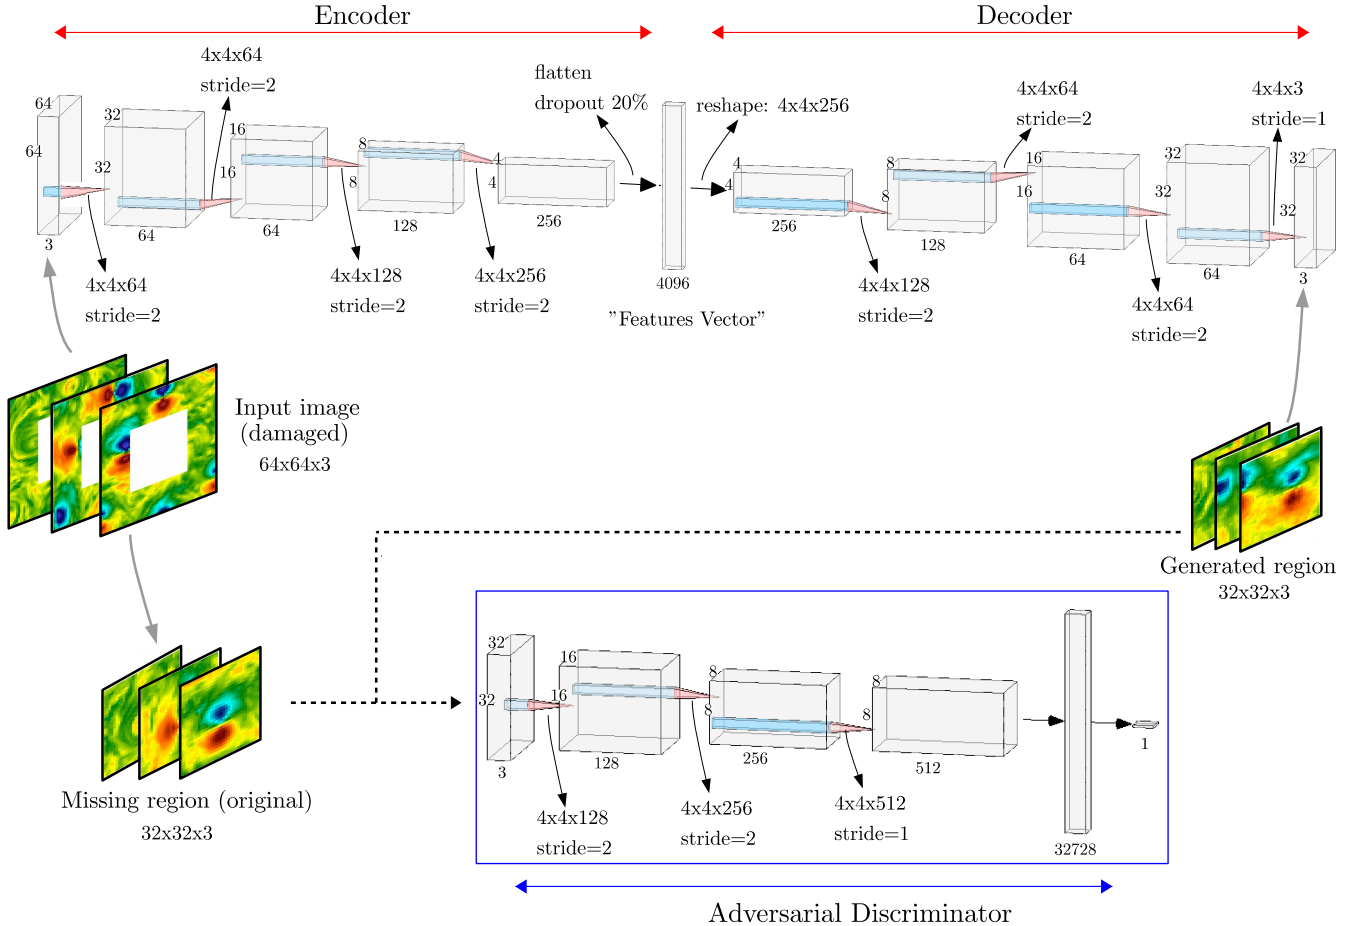 Encoder
Decoder
4x4x64
stride=2
flatten
dropout 20%
reshape: 4x4x256
4x4x64
stride=2
4x4x3
stride=1
64
64
3
32
32
64
16
16
64
8
8
128
4
4
256
4096
4
4
256
8
8
128
16
16
64
32
32
64
32
32
3
4x4x64
stride=2
4x4x128
stride=2
4x4x256
stride=2
"Features Vector"
4x4x128
stride=2
4x4x64
stride=2
Input image
(damaged)
64x64x3
Generated region
32x32x3
Missing region (original)
32x32x3
32
32
3
16
16
128
8
8
256
8
8
512
32728
1
4x4x128
stride=2
4x4x256
stride=2
4x4x512
stride=1
Adversarial Discriminator